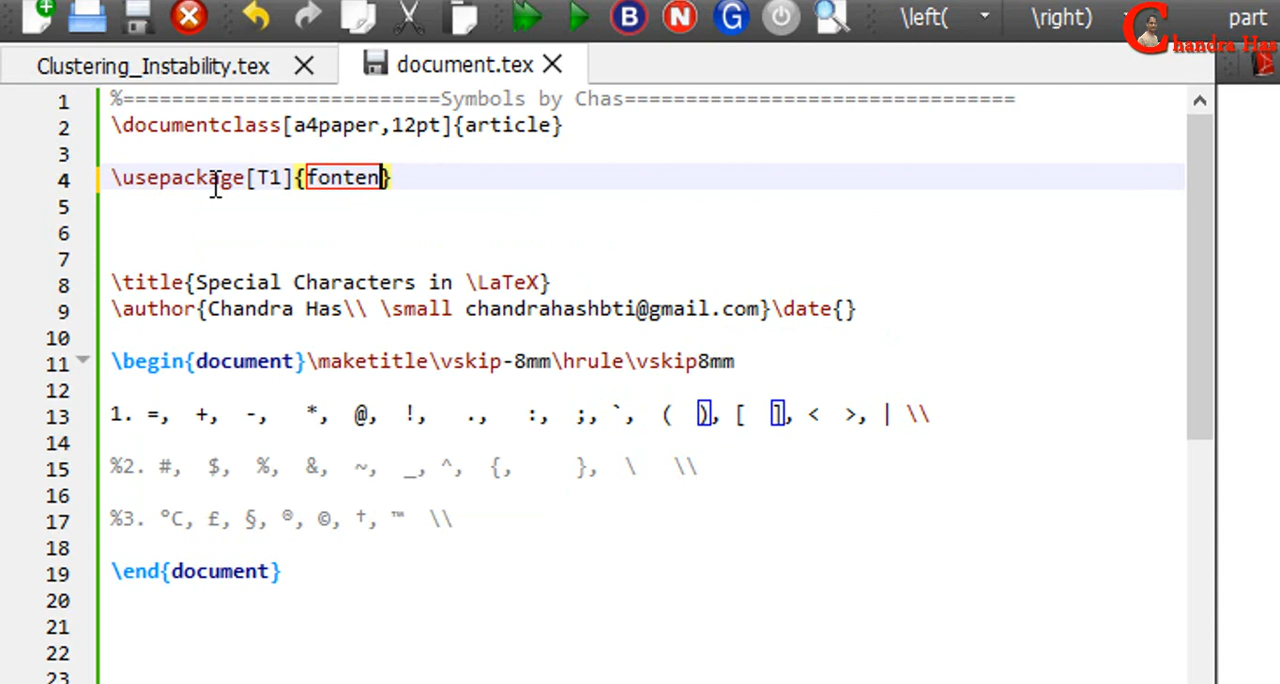 \left( \right) part
Chandra Has
Clustering_Instability.tex document.tex
1 %==========================Symbols by Chas================================
2 \documentclass[a4paper,12pt]{article}
3
4 \usepackage[T1]{fonten}
5
6
7
8 \title{Special Characters in \LaTeX}
9 \author{Chandra Has\\ \small chandrahashbti@gmail.com}\date{}
10
11 \begin{document}\maketitle\vskip-8mm\hrule\vskip8mm
12
13 1. =, +, -, *, @, !, ., :, ;, `, ( ), [ ], < >, | \\
14
15 %2. #, $, %, &, ~, _, ^, {, }, \ \\
16
17 %3. °C, £, §, ®, ©, †, ™ \\
18
19 \end{document}
20
21
22
23